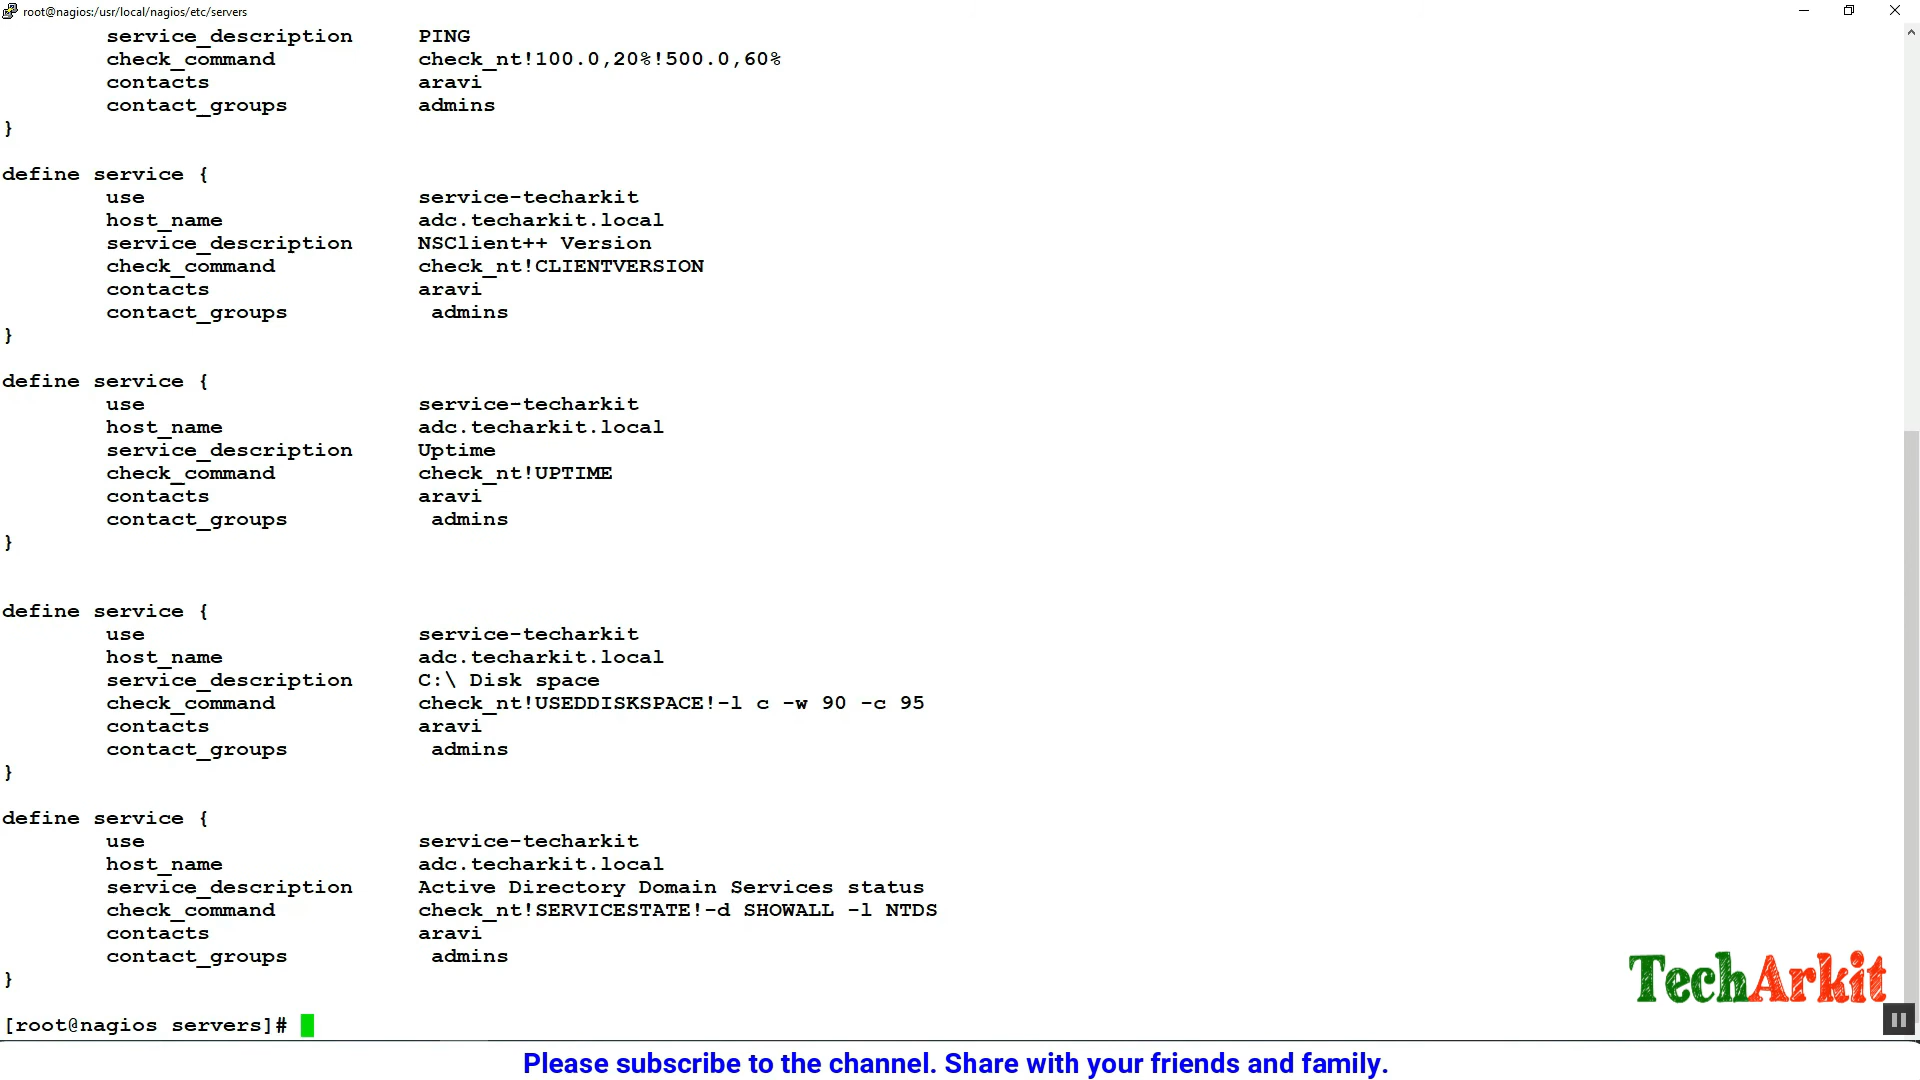 root@nagios:/usr/local/nagios/etc/servers
service_description PING
check_command check_nt!100.0,20%!500.0,60%
contacts aravi
contact_groups admins
}
define service {
use service-techarkit
host_name adc.techarkit.local
service_description NSClient++ Version
check_command check_nt!CLIENTVERSION
contacts aravi
contact_groups admins
}
define service {
use service-techarkit
host_name adc.techarkit.local
service_description Uptime
check_command check_nt!UPTIME
contacts aravi
contact_groups admins
}
define service {
use service-techarkit
host_name adc.techarkit.local
service_description C:\ Disk space
check_command check_nt!USEDDISKSPACE!-l c -w 90 -c 95
contacts aravi
contact_groups admins
}
define service {
use service-techarkit
host_name adc.techarkit.local
service_description Active Directory Domain Services status
check_command check_nt!SERVICESTATE!-d SHOWALL -l NTDS
contacts aravi
contact_groups admins
}
TechArkit
[root@nagios servers]#
Please subscribe to the channel. Share with your friends and family.